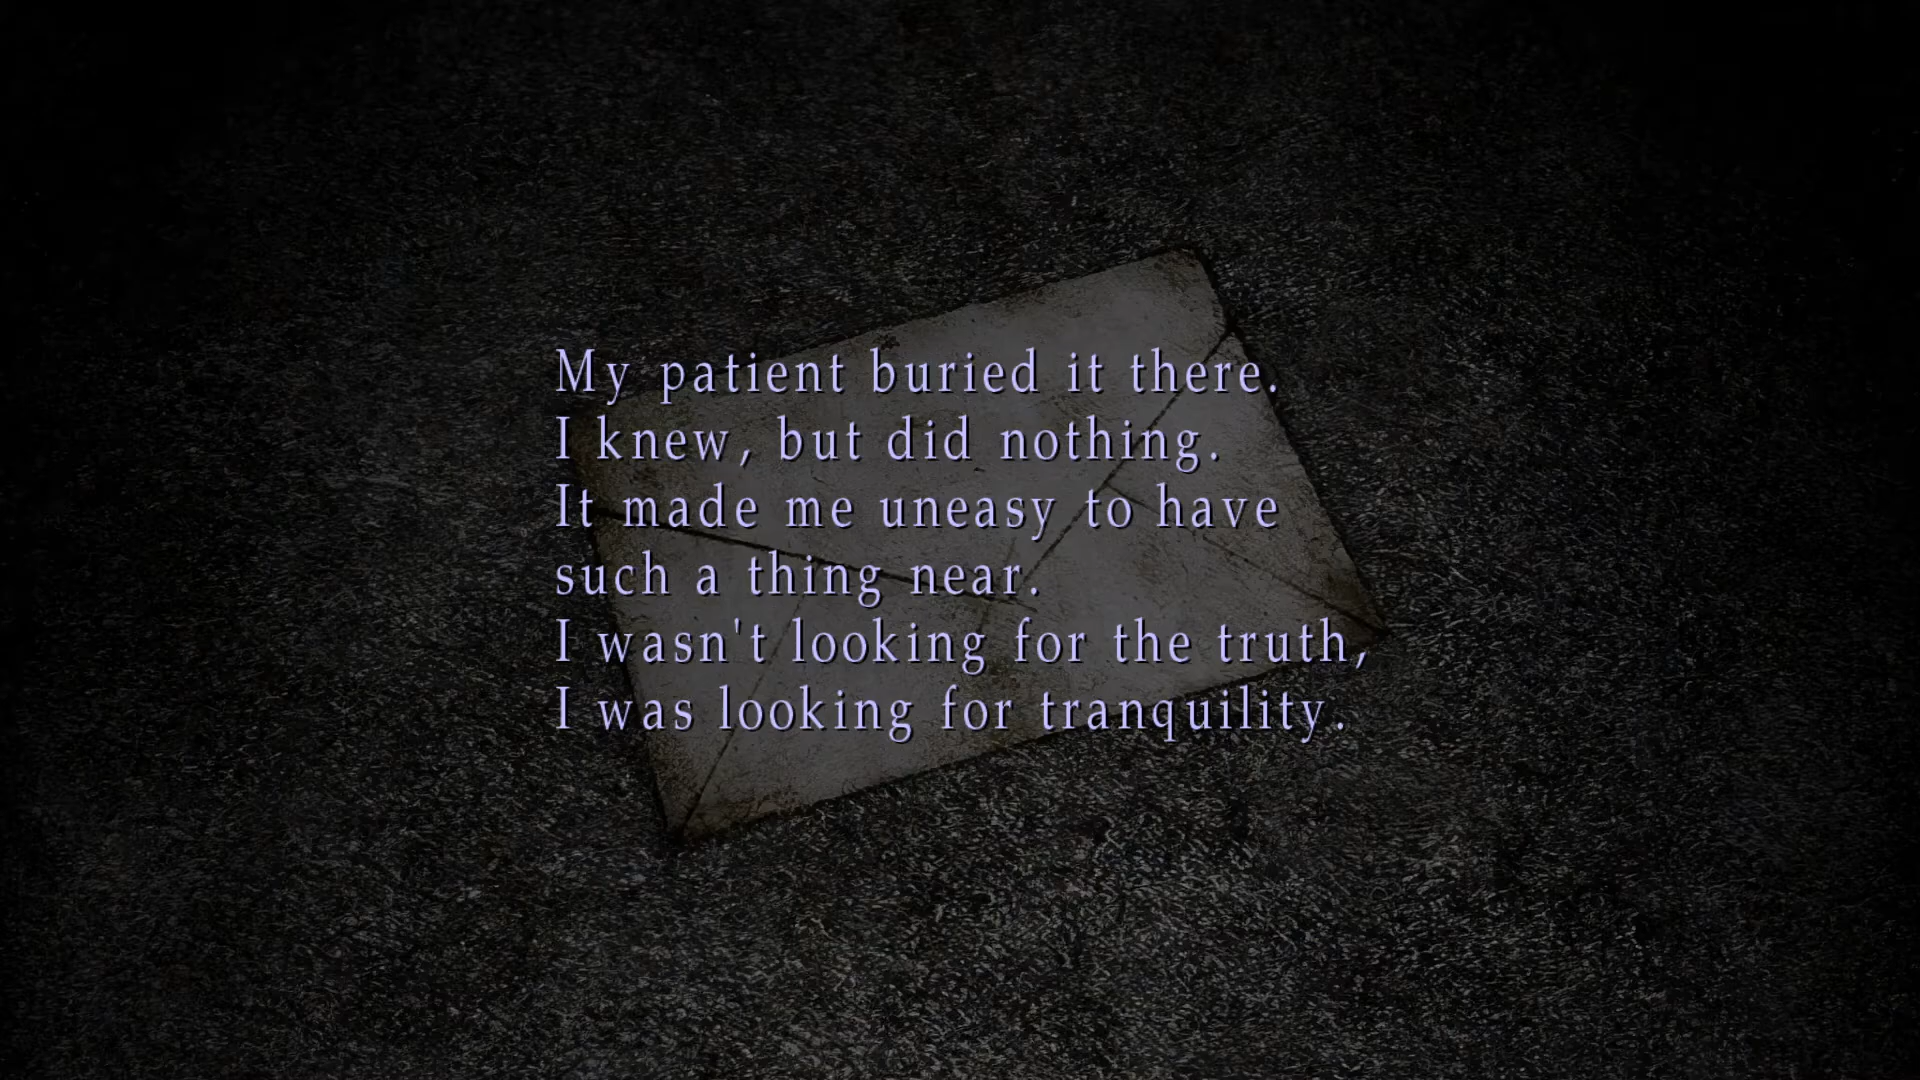 My patient buried it there.
I knew, but did nothing.
It made me uneasy to have
such a thing near.
I wasn't looking for the truth,
I was looking for tranquility.